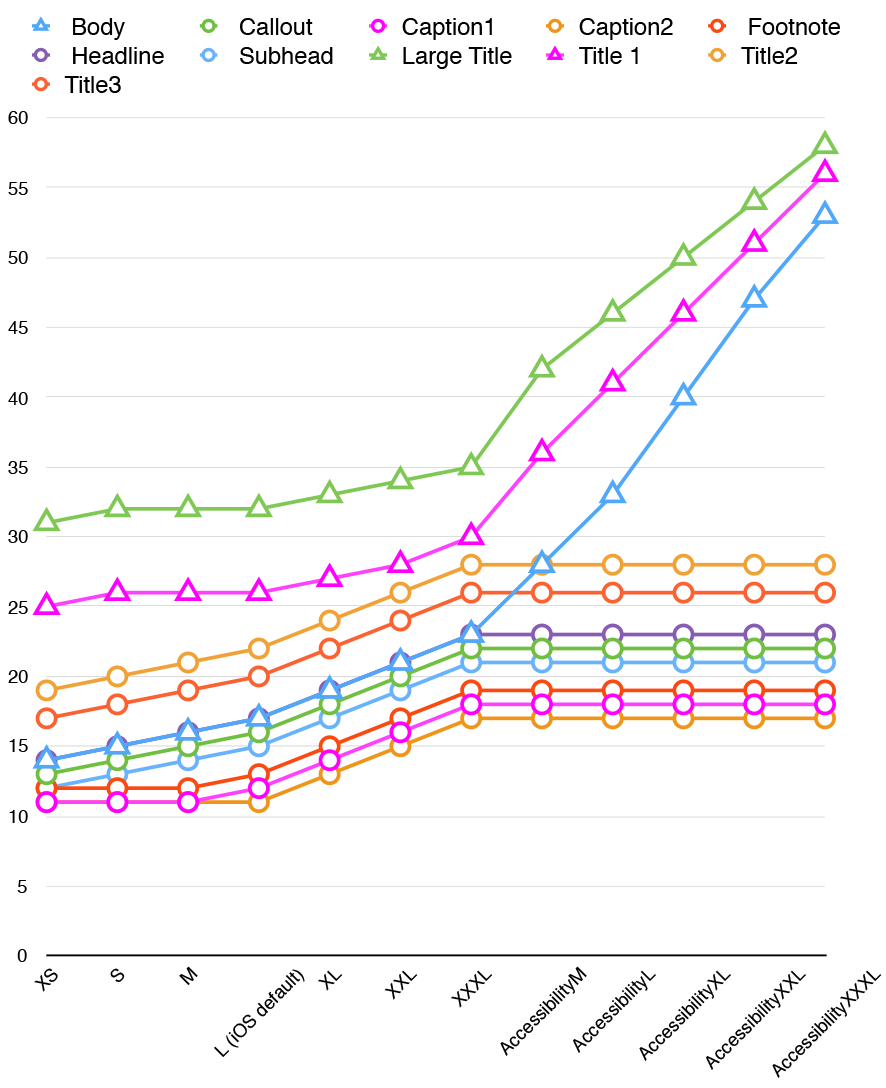 Body Callout Caption1 Caption2 Footnote
Headline Subhead Large Title Title 1 Title2
Title3
60
55
50
45
40
35
30
25
20
15
10
5
0
XS
S
M
L (iOS default)
XL
XXL
XXXL
AccessibilityM
AccessibilityL
AccessibilityXL
AccessibilityXXL
AccessibilityXXXL